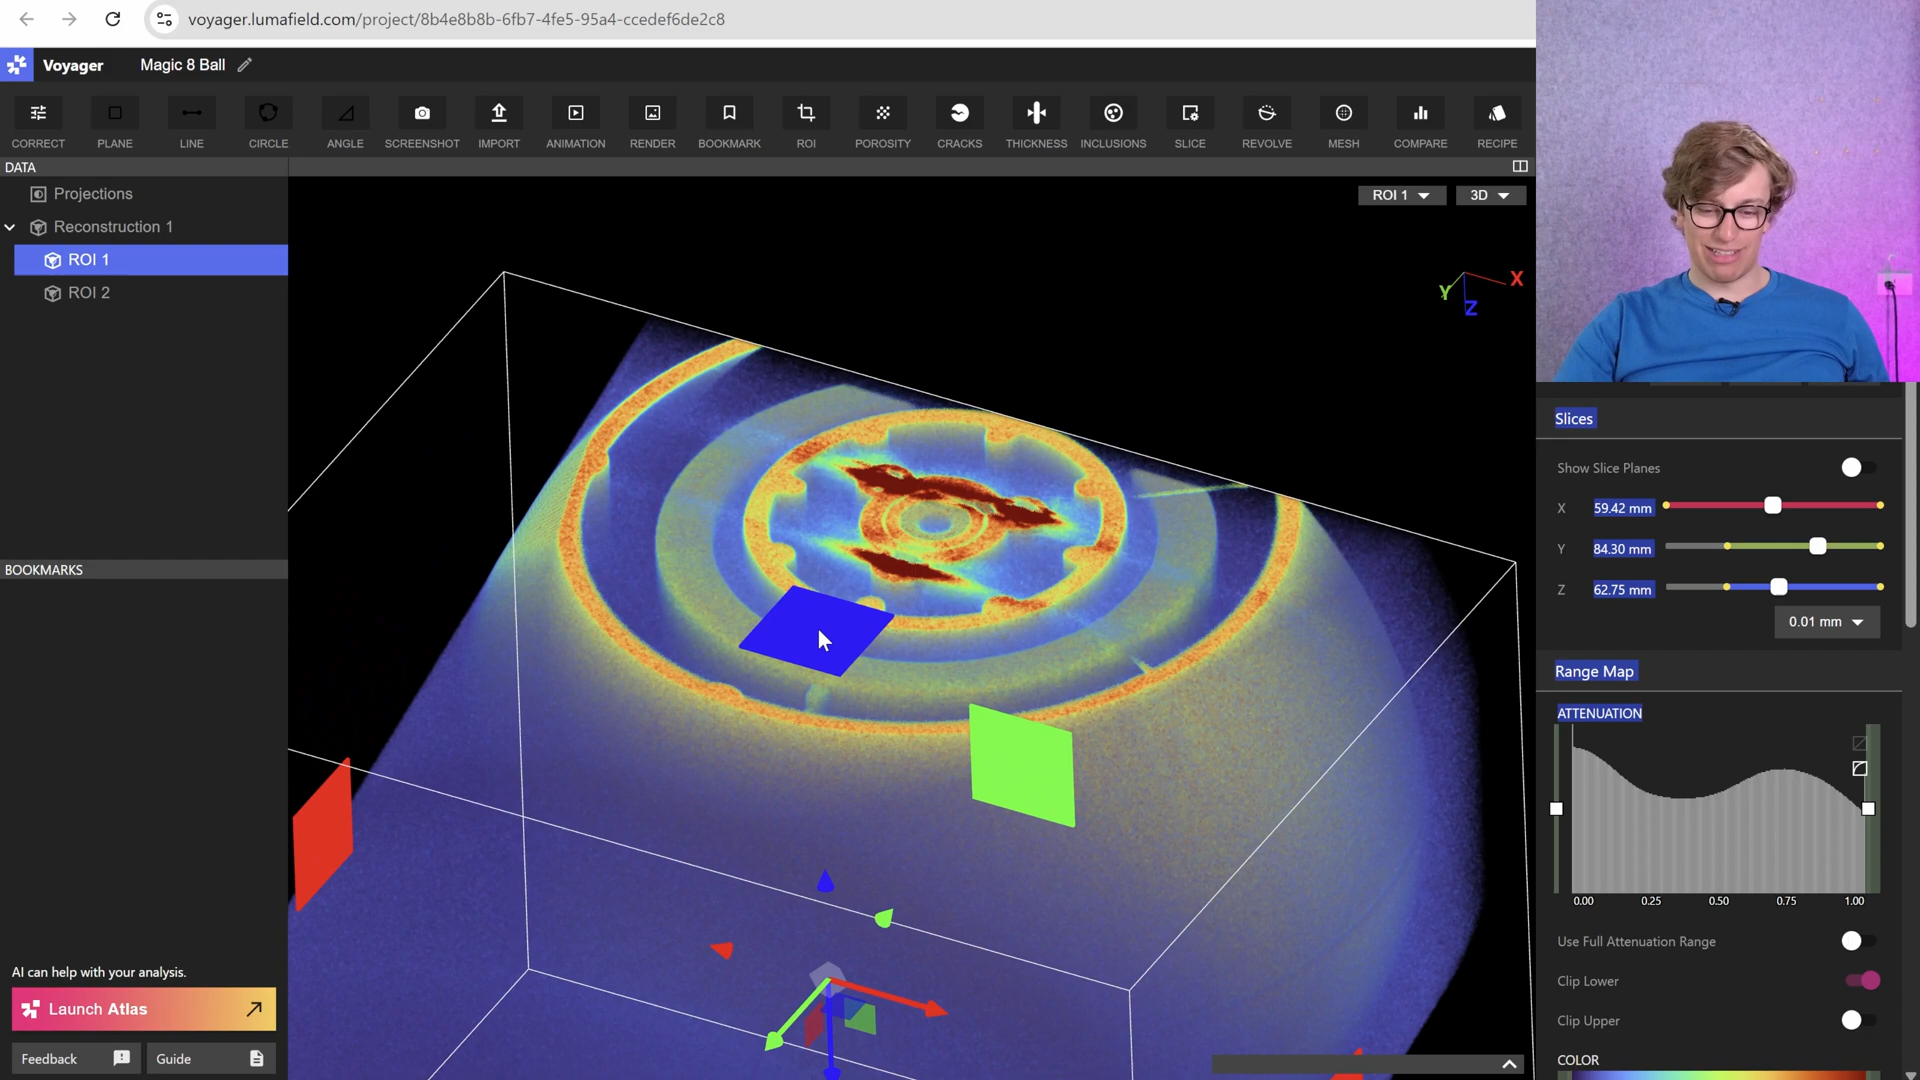 voyager.lumafield.com/project/8b4e8b8b-6fb7-4fe5-95a4-ccedef6de2c8
Voyager
Magic 8 Ball
CORRECT
PLANE
LINE
CIRCLE
ANGLE
SCREENSHOT
IMPORT
ANIMATION
RENDER
BOOKMARK
ROI
POROSITY
CRACKS
THICKNESS
INCLUSIONS
SLICE
REVOLVE
MESH
COMPARE
RECIPE
DATA
Projections
Reconstruction 1
ROI 1
ROI 2
BOOKMARKS
AI can help with your analysis.
Launch Atlas
Feedback
Guide
ROI 1
3D
X
Y
Z
Slices
Show Slice Planes
X 59.42 mm
Y 84.30 mm
Z 62.75 mm
0.01 mm
Range Map
ATTENUATION
0.00 0.25 0.50 0.75 1.00
Use Full Attenuation Range
Clip Lower
Clip Upper
COLOR